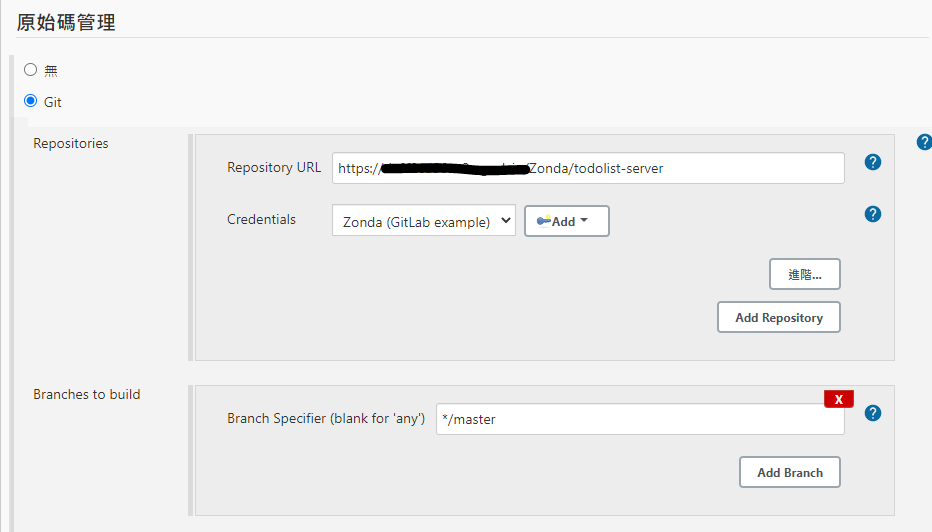 原始碼管理
無
Git
Repositories
Repository URL https:// /Zonda/todolist-server
Credentials Zonda (GitLab example) Add
進階...
Add Repository
Branches to build
X
Branch Specifier (blank for 'any') */master
Add Branch